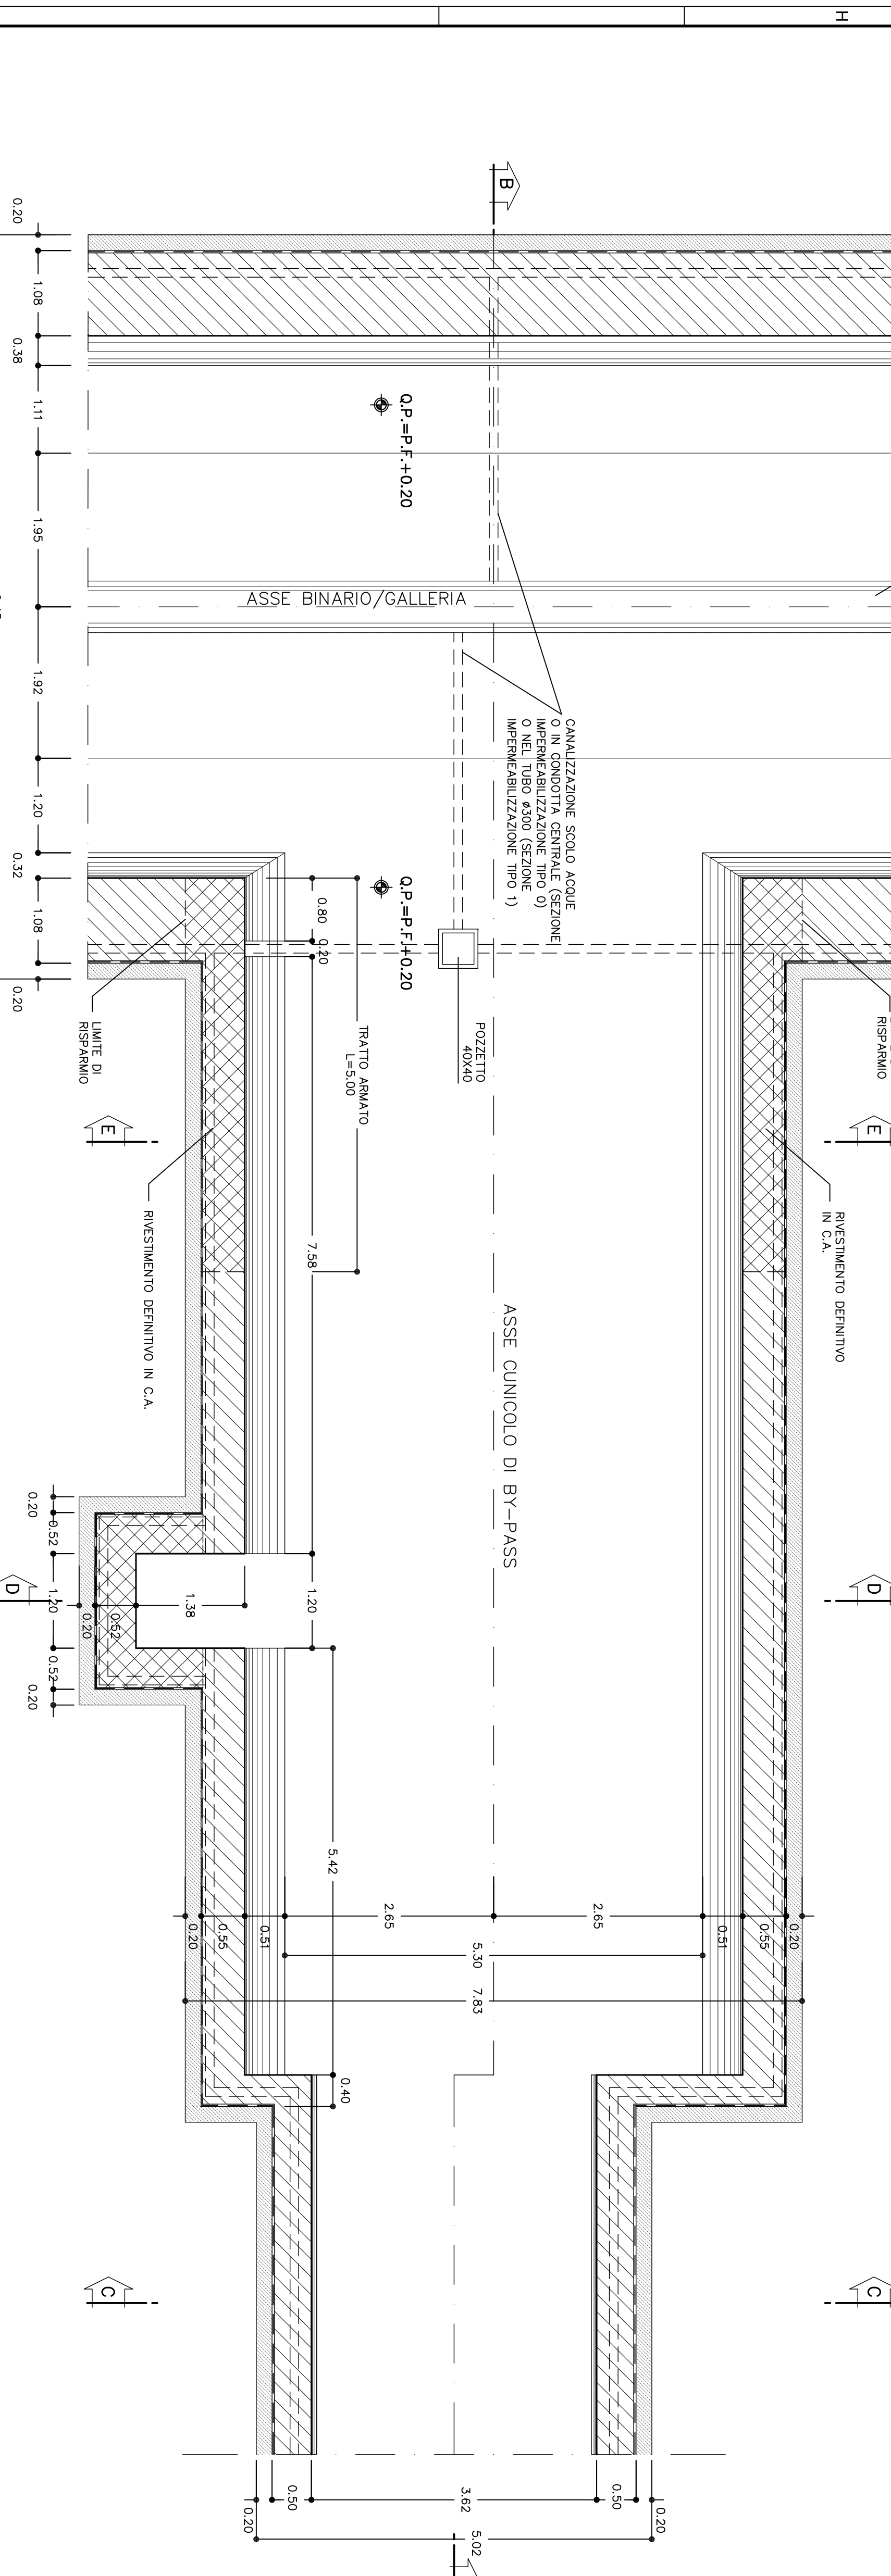 H
B
0.20
1.08
0.38
1.11
1.95
1.92
1.20
0.32
1.08
0.20
Q.P.=P.F.+0.20
ASSE BINARIO/GALLERIA
CANALIZZAZIONE SCOLO ACQUE
O IN CONDOTTA CENTRALE (SEZIONE
IMPERMEABILIZZAZIONE TIPO 0)
O NEL TUBO ø300 (SEZIONE
IMPERMEABILIZZAZIONE TIPO 1)
Q.P.=P.F.+0.20
0.80
0.20
POZZETTO
40X40
TRATTO ARMATO
L=5.00
LIMITE DI
RISPARMIO
RISPARMIO
E
E
RIVESTIMENTO DEFINITIVO IN C.A.
RIVESTIMENTO DEFINITIVO
IN C.A.
7.58
ASSE CUNICOLO DI BY-PASS
0.20
0.52
1.20
0.52
0.20
0.20
0.52
1.38
1.20
D
D
5.42
0.20
0.55
0.51
2.65
2.65
0.51
0.55
0.20
5.30
7.83
0.40
C
C
0.20
0.50
3.62
0.50
0.20
5.02